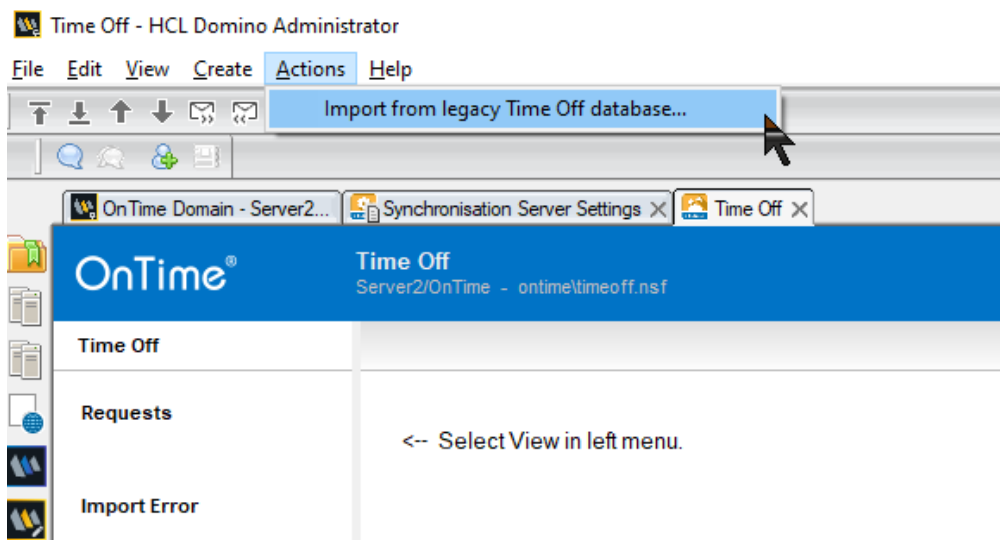 Time Off - HCL Domino Administrator
File Edit View Create Actions Help
Import from legacy Time Off database...
OnTime Domain - Server2... Synchronisation Server Settings Time Off
OnTime® Time Off
Server2/OnTime - ontime\timeoff.nsf
Time Off
Requests
<-- Select View in left menu.
Import Error